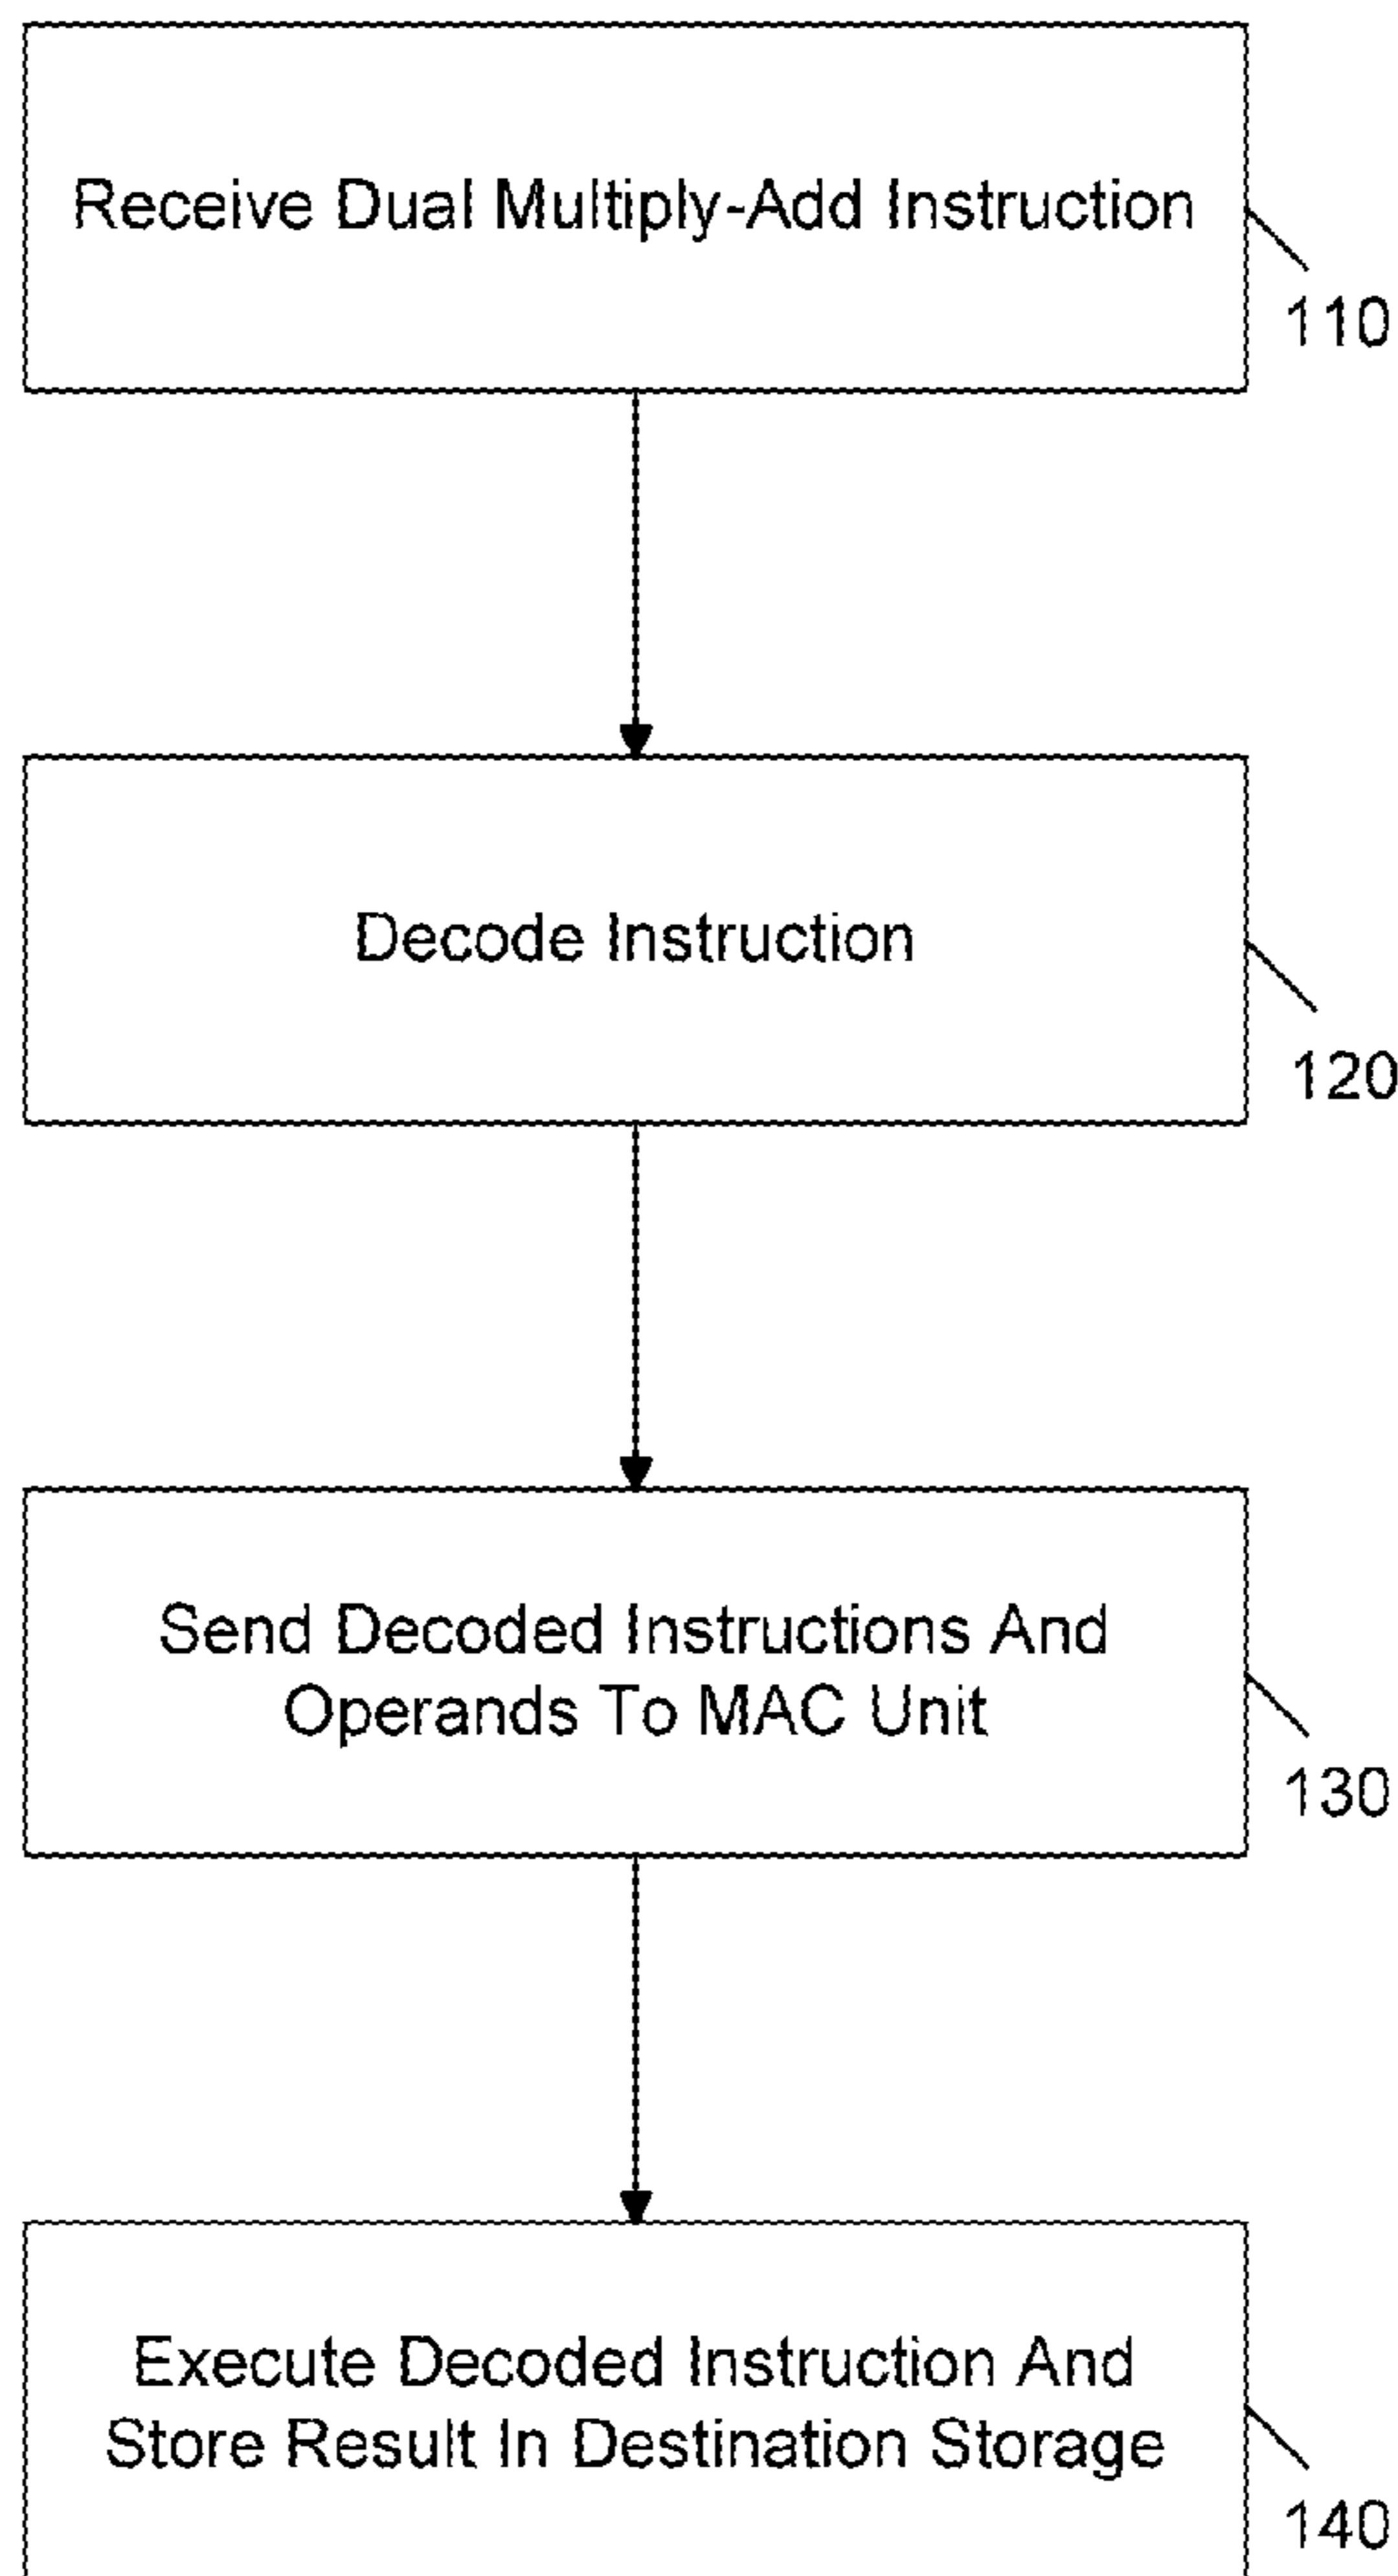 Receive Dual Multiply-Add Instruction
110
Decode Instruction
120
Send Decoded Instructions And
Operands To MAC Unit
130
Execute Decoded Instruction And
Store Result In Destination Storage
140